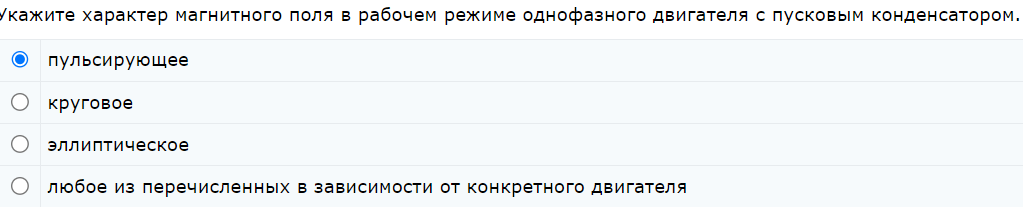 Укажите характер магнитного поля в рабочем режиме однофазного двигателя с пусковым конденсатором.
пульсирующее
круговое
эллиптическое
любое из перечисленных в зависимости от конкретного двигателя